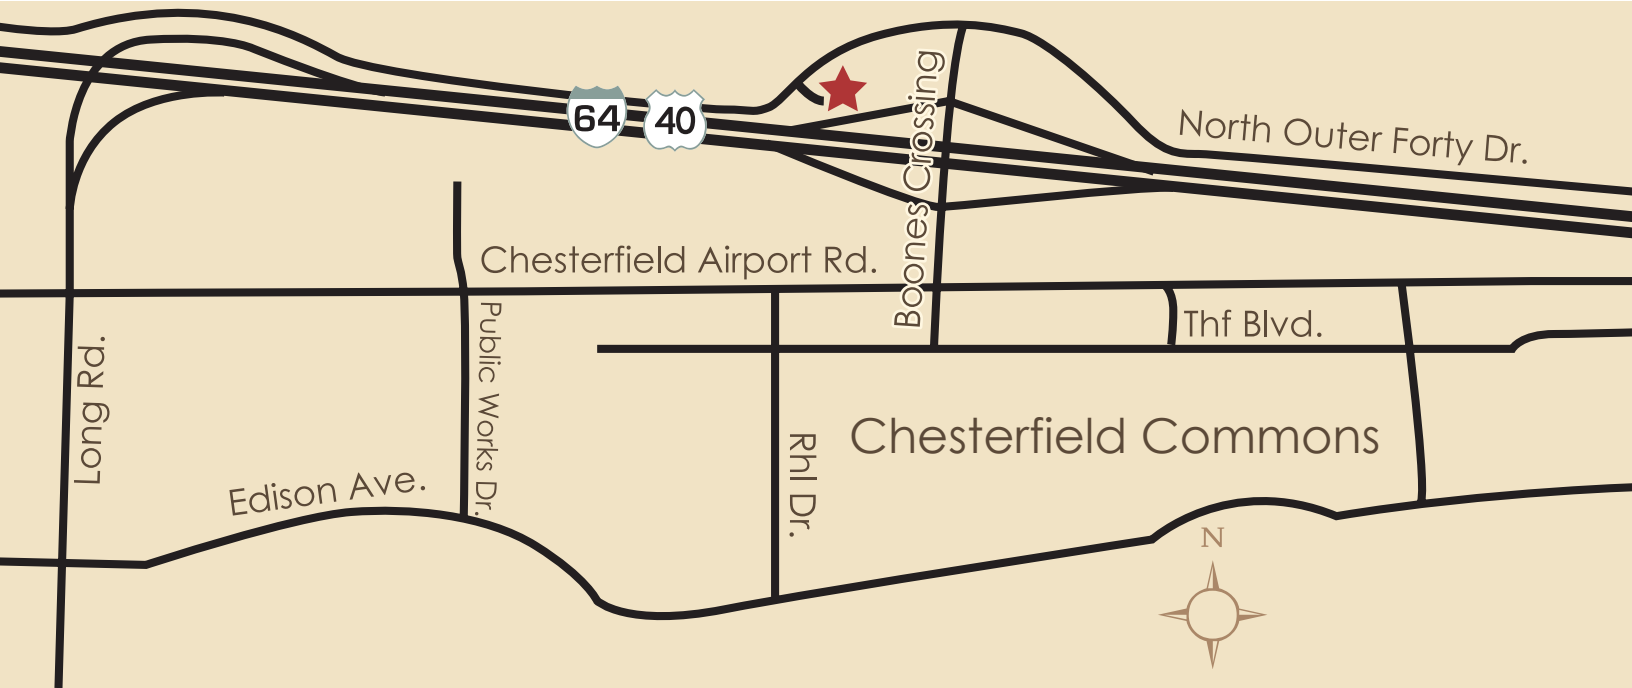 64
40
Boones Crossing
North Outer Forty Dr.
Chesterfield Airport Rd.
Thf Blvd.
Long Rd.
Public Works Dr.
Rhl Dr.
Chesterfield Commons
Edison Ave.
N